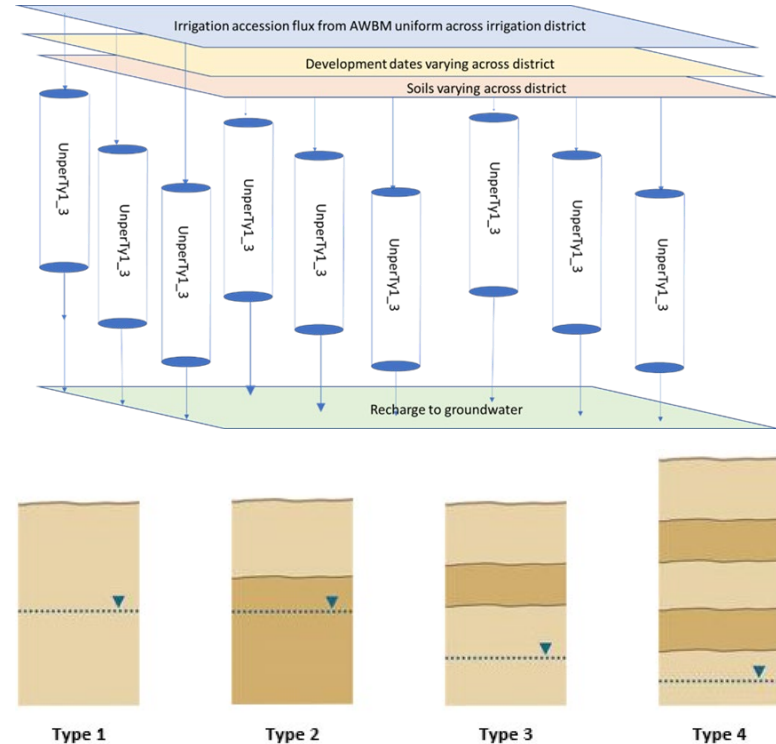 Irrigation accession flux from AWBM uniform across irrigation district
Development dates varying across district
Soils varying across district
UnperTy1_3
UnperTy1_3
UnperTy1_3
UnperTy1_3
UnperTy1_3
UnperTy1_3
UnperTy1_3
UnperTy1_3
UnperTy1_3
Recharge to groundwater
Type 1
Type 2
Type 3
Type 4